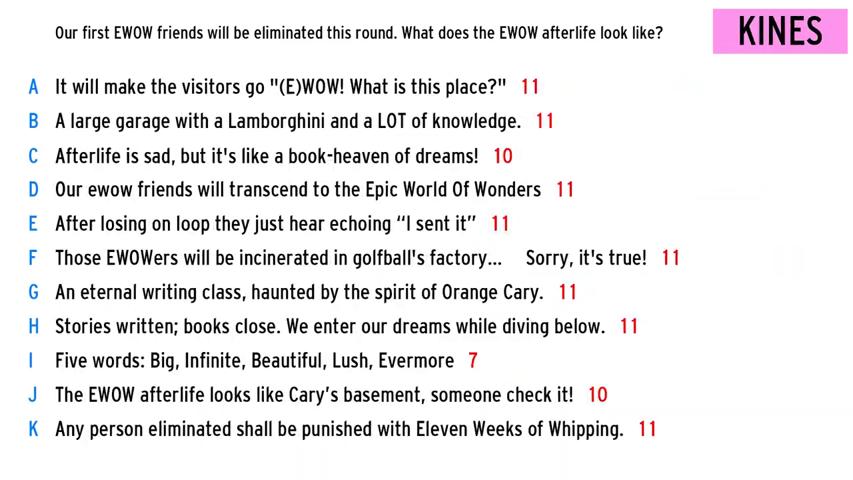 Our first EWOW friends will be eliminated this round. What does the EWOW afterlife look like?
KINES
A It will make the visitors go "(E)WOW! What is this place?" 11
B A large garage with a Lamborghini and a LOT of knowledge. 11
C Afterlife is sad, but it's like a book-heaven of dreams! 10
D Our ewow friends will transcend to the Epic World Of Wonders 11
E After losing on loop they just hear echoing “I sent it” 11
F Those EWOWers will be incinerated in golfball's factory... Sorry, it's true! 11
G An eternal writing class, haunted by the spirit of Orange Cary. 11
H Stories written; books close. We enter our dreams while diving below. 11
I Five words: Big, Infinite, Beautiful, Lush, Evermore 7
J The EWOW afterlife looks like Cary’s basement, someone check it! 10
K Any person eliminated shall be punished with Eleven Weeks of Whipping. 11